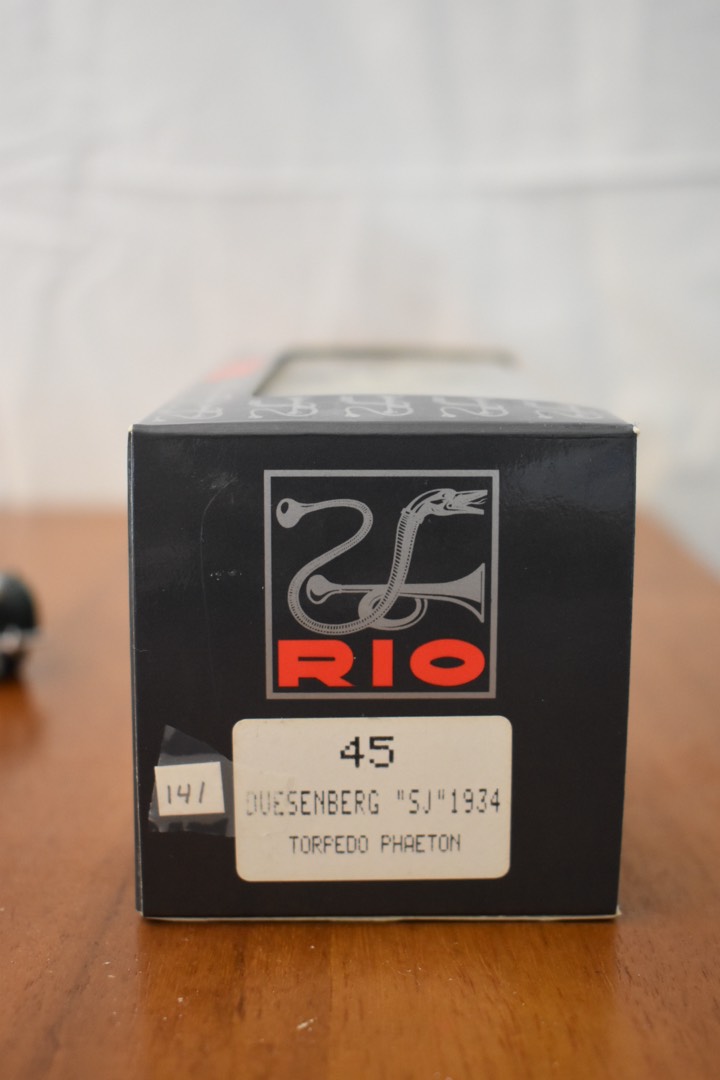 RIO
45
141
DUESENBERG "SJ"1934
TORPEDO PHAETON